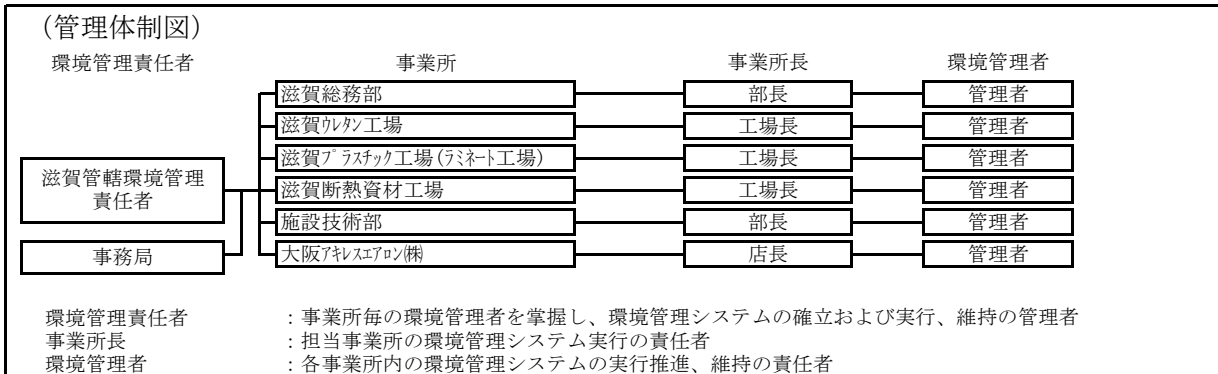 (管理体制図)
環境管理責任者 事業所 事業所長 環境管理者
滋賀総務部 部長 管理者
滋賀ウレタン工場 工場長 管理者
滋賀プラスチック工場(ラミネート工場) 工場長 管理者
滋賀管轄環境管理
責任者
滋賀断熱資材工場 工場長 管理者
施設技術部 部長 管理者
事務局 大阪アキレスエアロン㈱ 店長 管理者
環境管理責任者 :事業所毎の環境管理者を掌握し、環境管理システムの確立および実行、維持の管理者
事業所長 :担当事業所の環境管理システム実行の責任者
環境管理者 :各事業所内の環境管理システムの実行推進、維持の責任者